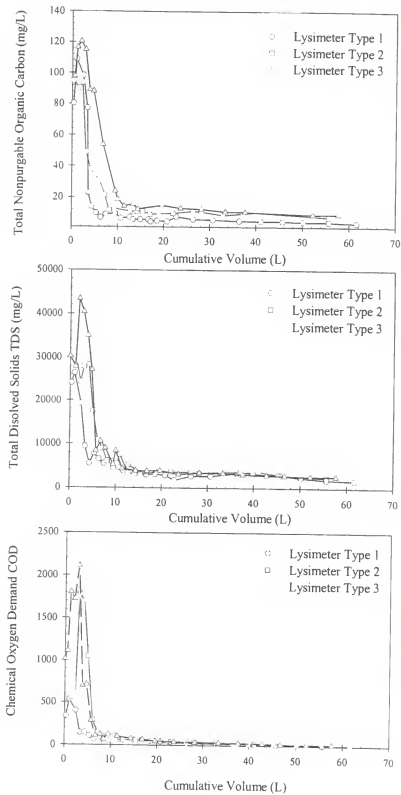 Total Nonpurgable Organic Carbon (mg/L)
140
120
100
80
60
40
20
0 10 20 30 40 50 60 70
Cumulative Volume (L)
Lysimeter Type 1
Lysimeter Type 2
Lysimeter Type 3
Total Disolved Solids TDS (mg/L)
50000
40000
30000
20000
10000
0
0 10 20 30 40 50 60 70
Cumulative Volume (L)
Lysimeter Type 1
Lysimeter Type 2
Lysimeter Type 3
Chemical Oxygen Demand COD
2500
2000
1500
1000
500
0
0 10 20 30 40 50 60 70
Cumulative Volume (L)
Lysimeter Type 1
Lysimeter Type 2
Lysimeter Type 3